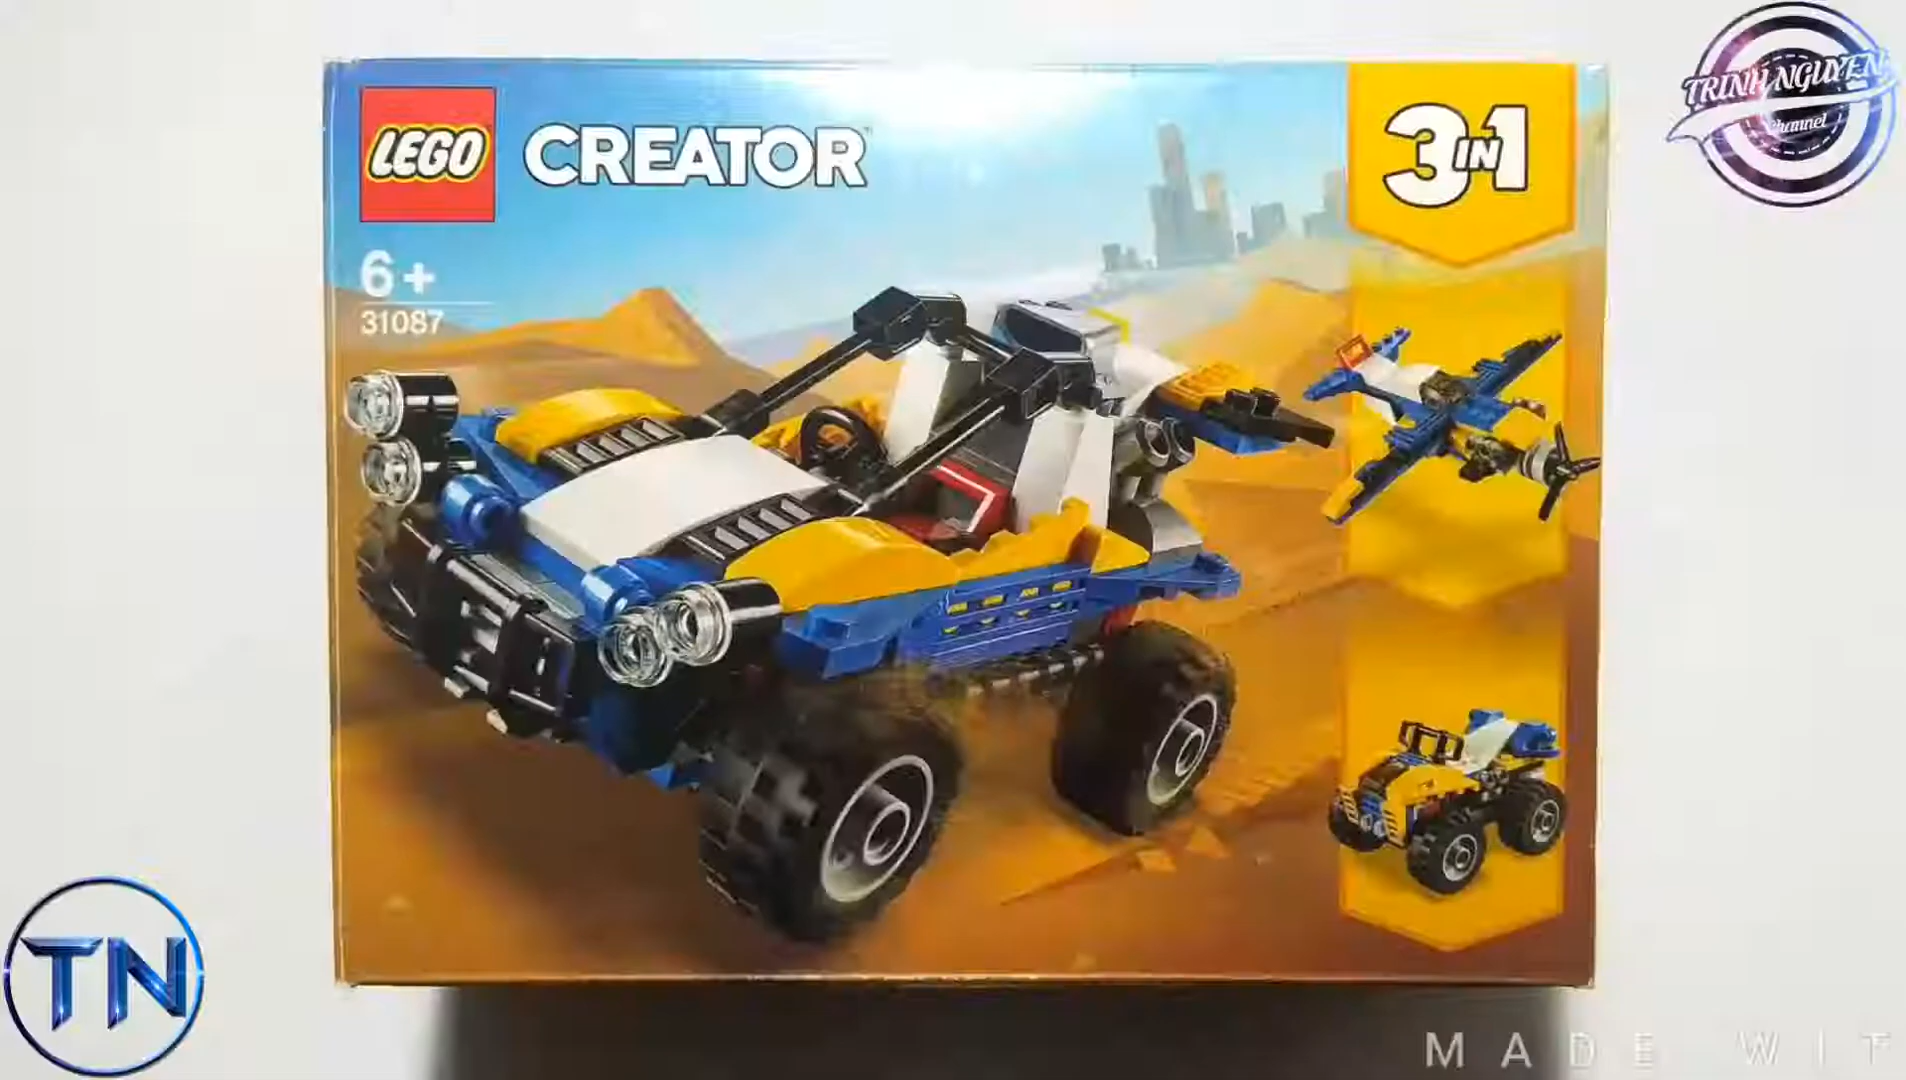 LEGO
CREATOR
3 IN 1
6+
31087
TRINH NGUYEN
Channel
TN
MADE WIT